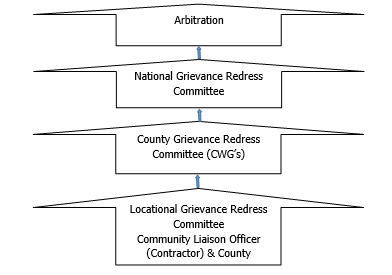 Arbitration
National Grievance Redress
Committee
County Grievance Redress
Committee (CWG's)
Locational Grievance Redress
Committee
Community Liaison Officer
(Contractor) & County